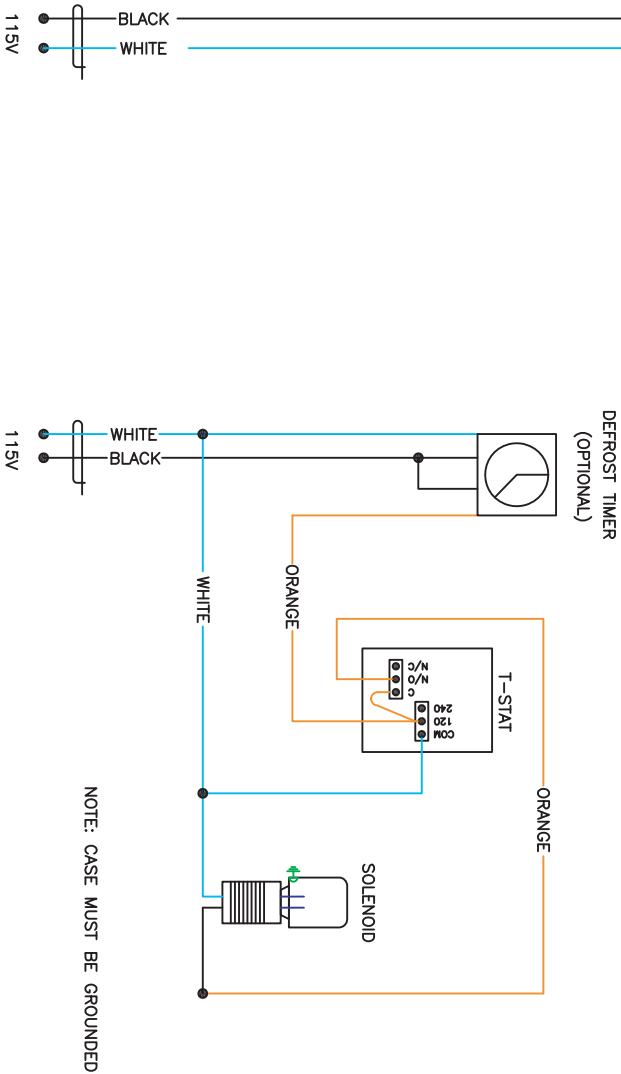 BLACK
WHITE
115V
WHITE
BLACK
115V
DEFROST TIMER
(OPTIONAL)
WHITE
ORANGE
T-STAT
N/C
N/O
C
240
120
COM
ORANGE
SOLENOID
NOTE: CASE MUST BE GROUNDED